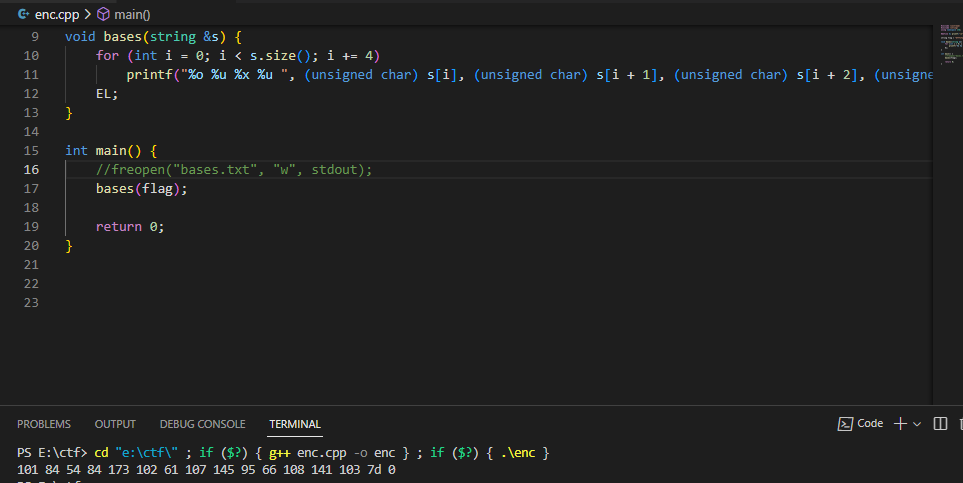 enc.cpp > main()
9 void bases(string &s) {
10 for (int i = 0; i < s.size(); i += 4)
11 printf("%o %u %x %u ", (unsigned char) s[i], (unsigned char) s[i + 1], (unsigned char) s[i + 2], (unsigne
12 EL;
13 }
14
15 int main() {
16 //freopen("bases.txt", "w", stdout);
17 bases(flag);
18
19 return 0;
20 }
21
22
23
PROBLEMS OUTPUT DEBUG CONSOLE TERMINAL Code
PS E:\ctf> cd "e:\ctf\" ; if ($?) { g++ enc.cpp -o enc } ; if ($?) { .\enc }
101 84 54 84 173 102 61 107 145 95 66 108 141 103 7d 0